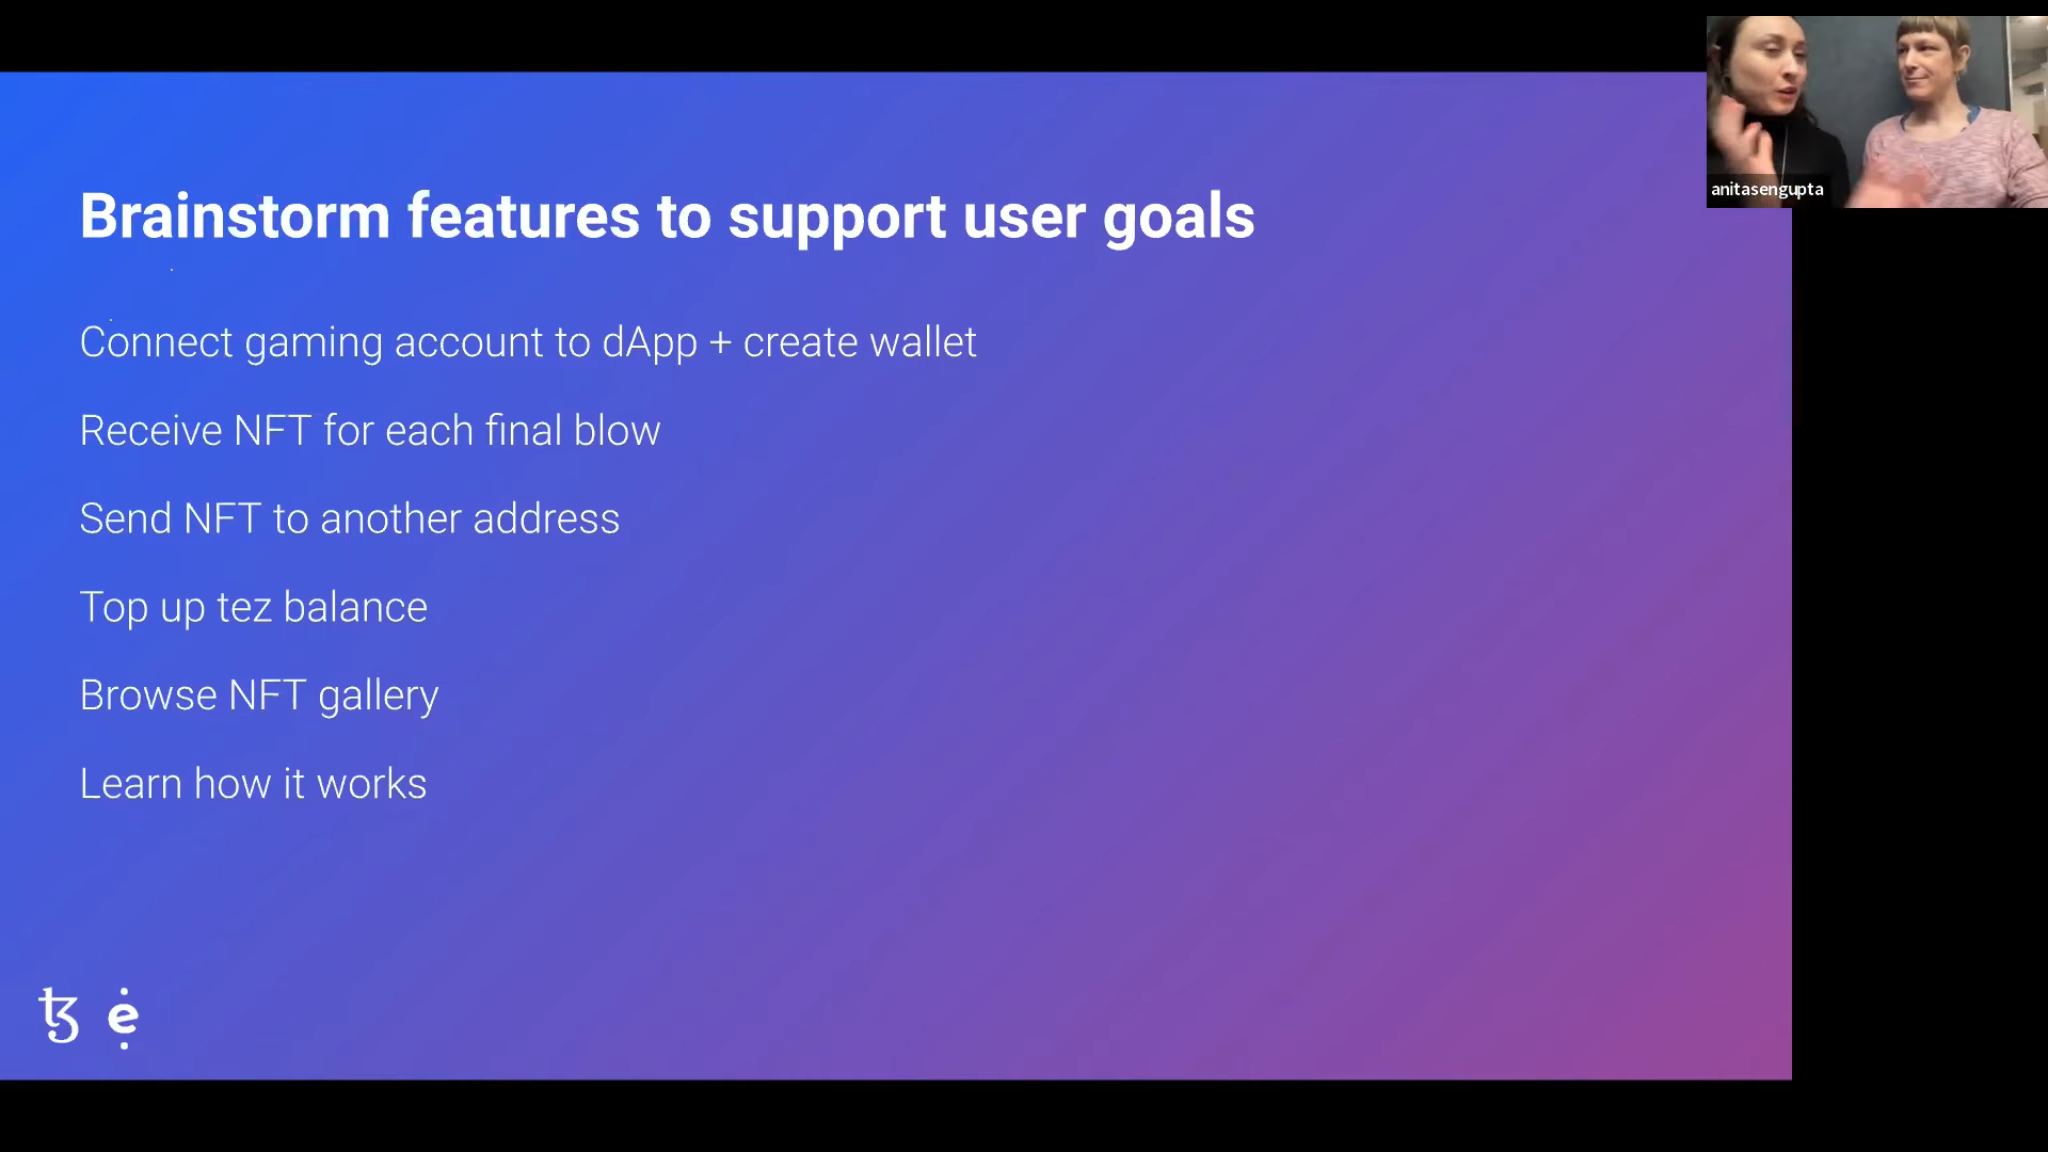 anitasengupta
Brainstorm features to support user goals
Connect gaming account to dApp + create wallet
Receive NFT for each final blow
Send NFT to another address
Top up tez balance
Browse NFT gallery
Learn how it works
ꜩ ė